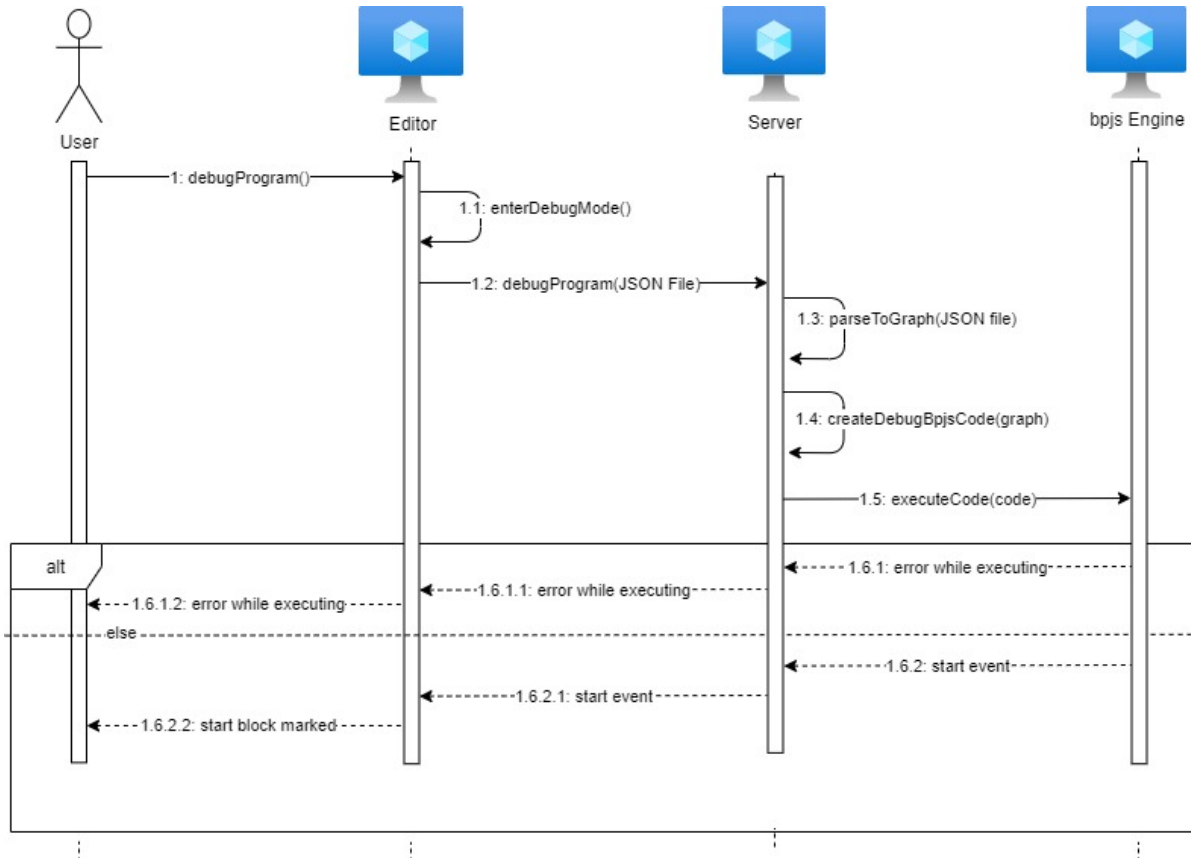 User
Editor
Server
bpjs Engine
1: debugProgram()
1.1: enterDebugMode()
1.2: debugProgram(JSON File)
1.3: parseToGraph(JSON file)
1.4: createDebugBpjsCode(graph)
1.5: executeCode(code)
alt
1.6.1: error while executing
1.6.1.1: error while executing
1.6.1.2: error while executing
else
1.6.2: start event
1.6.2.1: start event
1.6.2.2: start block marked